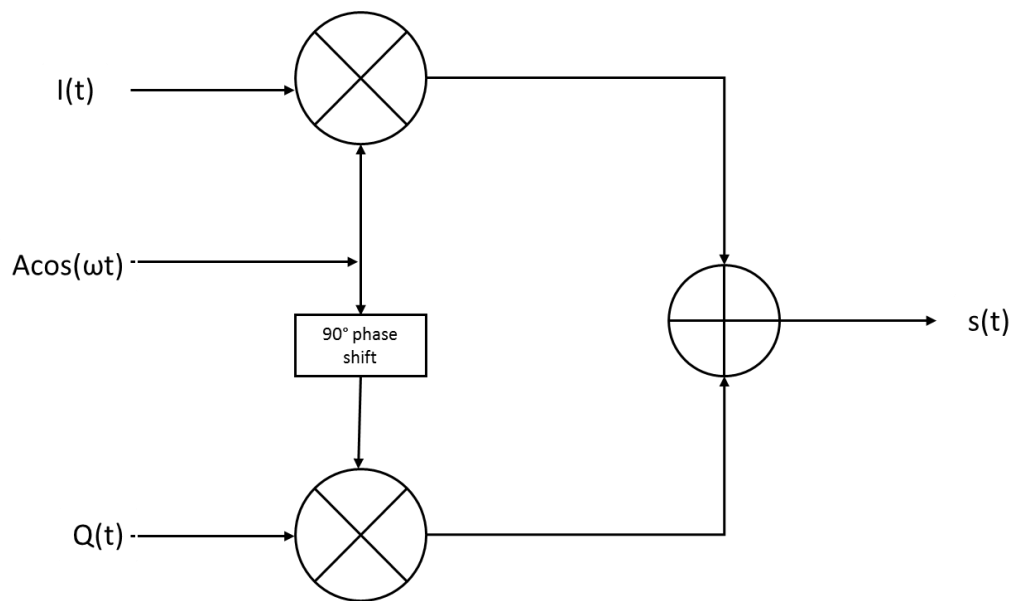 I(t)
Acos(ωt)
90° phase
shift
s(t)
Q(t)